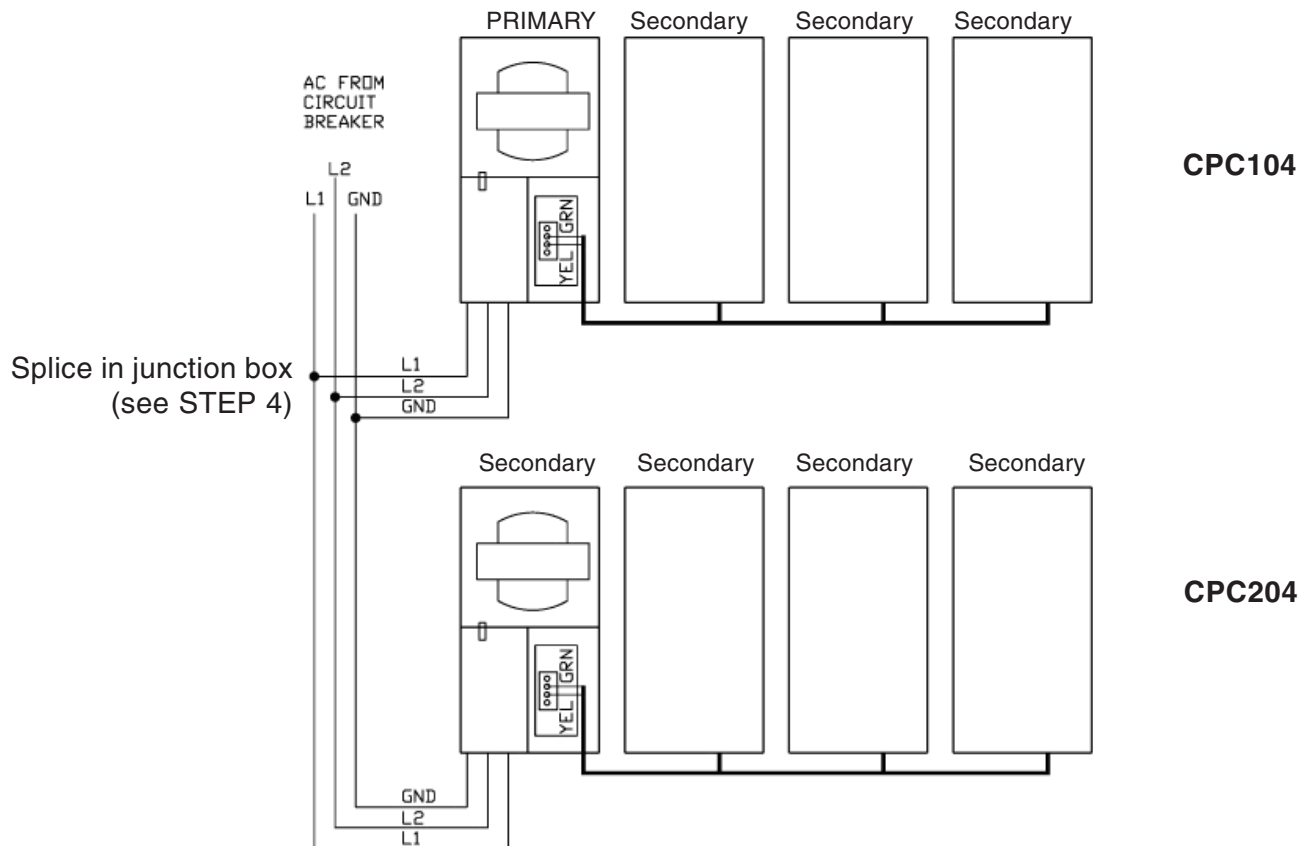 PRIMARY Secondary Secondary Secondary
AC FROM
CIRCUIT
BREAKER
L2
L1 GND
YEL GRN
CPC104
Splice in junction box
(see STEP 4)
L1
L2
GND
Secondary Secondary Secondary Secondary
YEL GRN
CPC204
GND
L2
L1